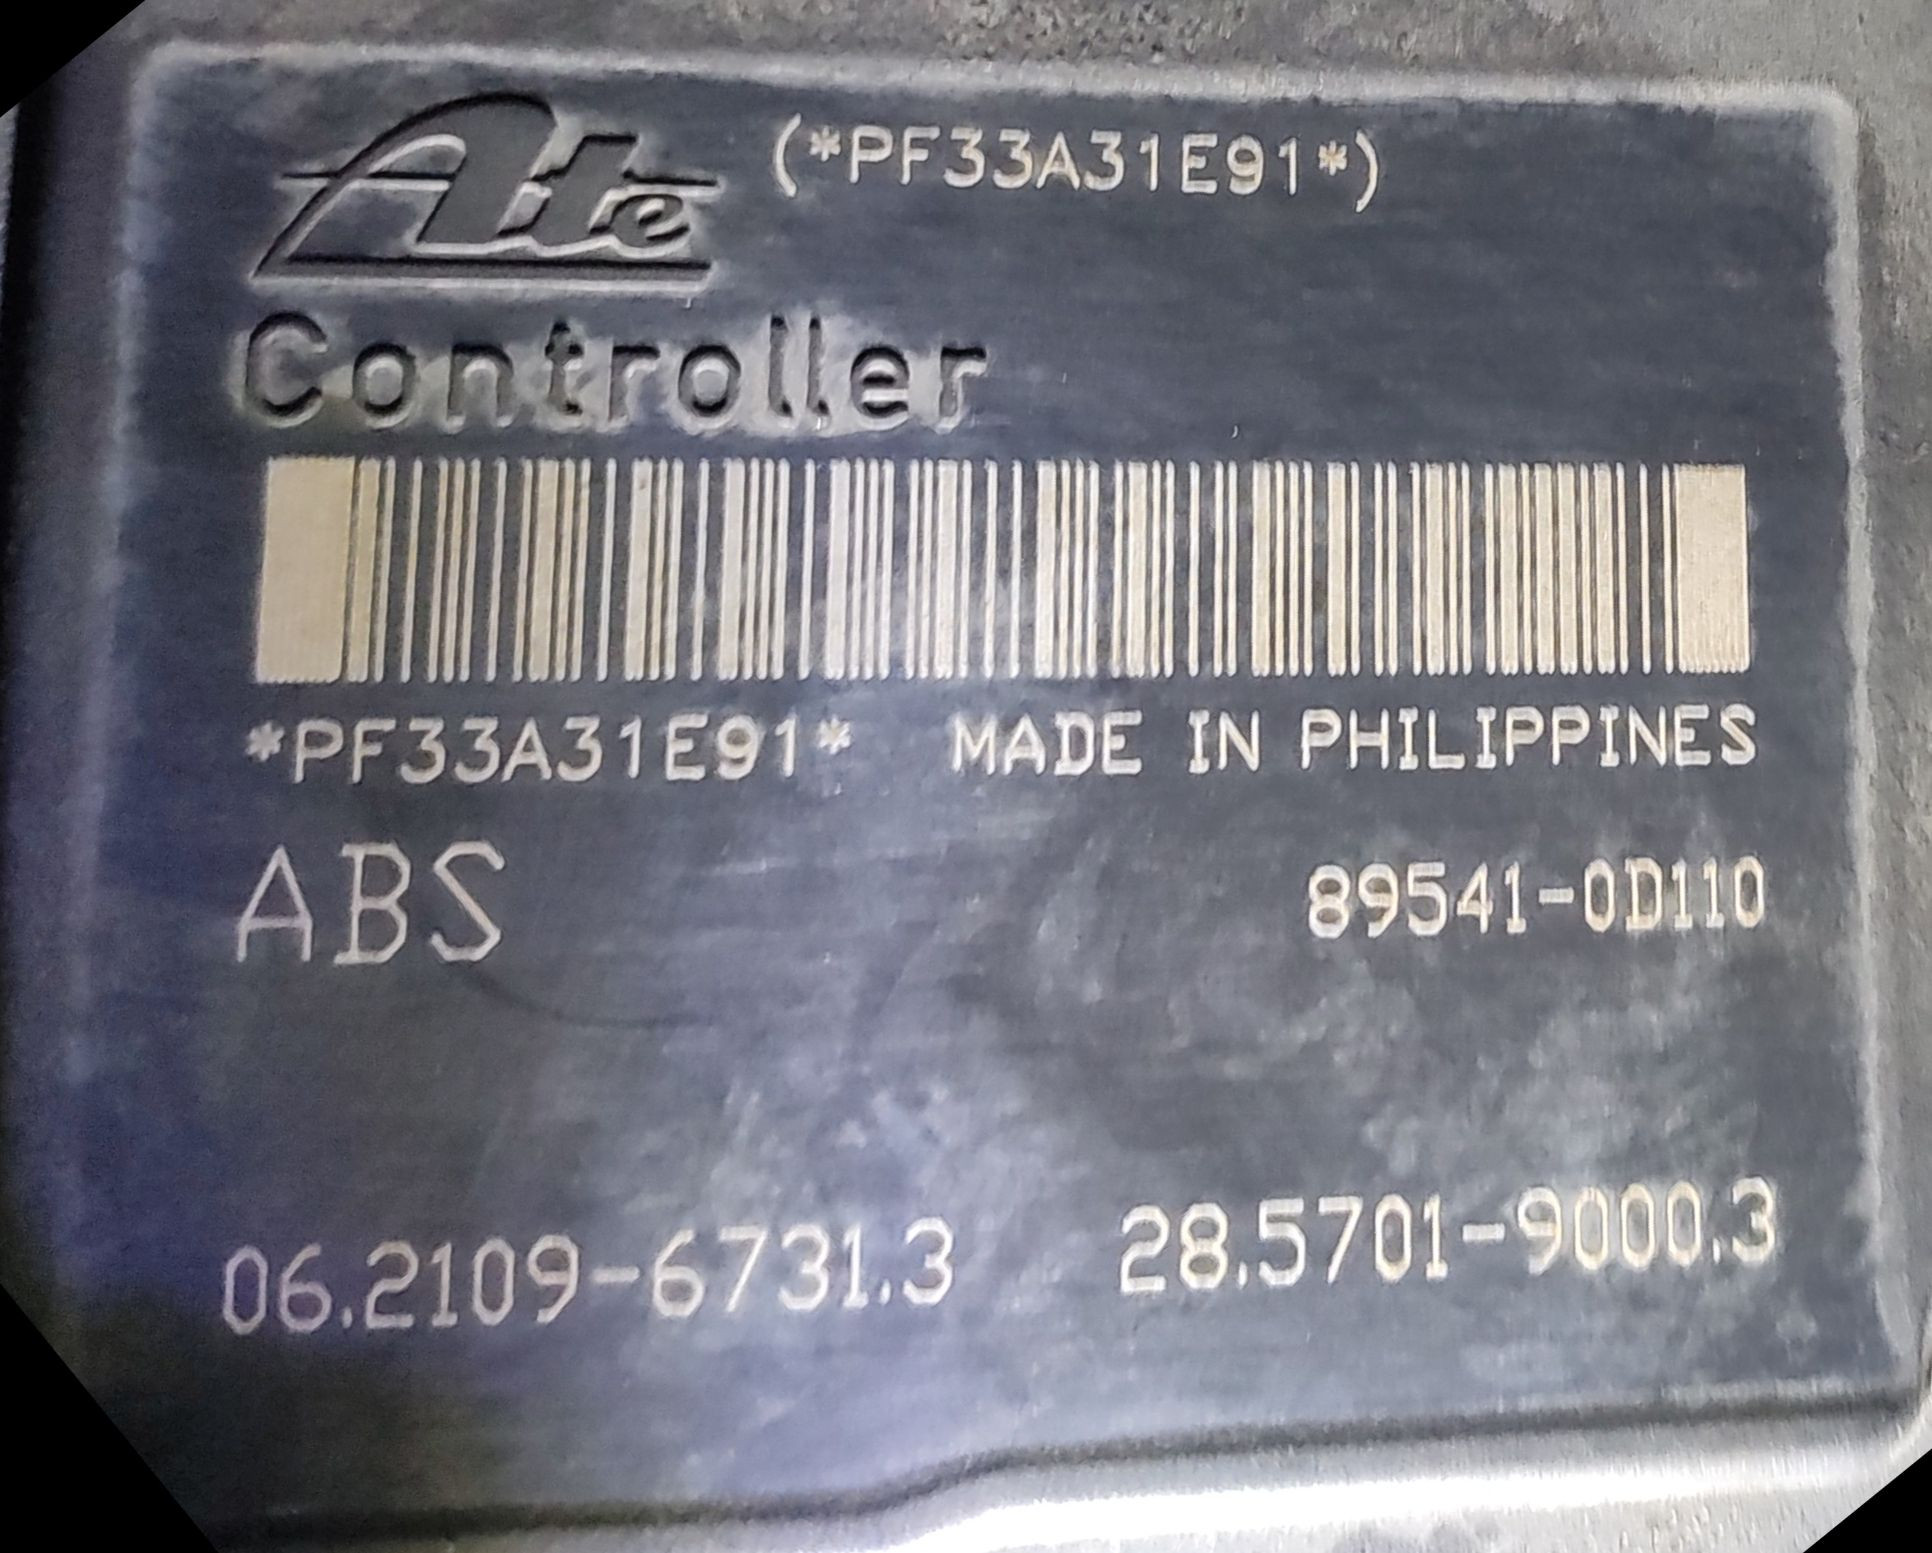 Ate (*PF33A31E91*)
Controller
*PF33A31E91* MADE IN PHILIPPINES
ABS 89541-0D110
06.2109-6731.3 28.5701-9000.3